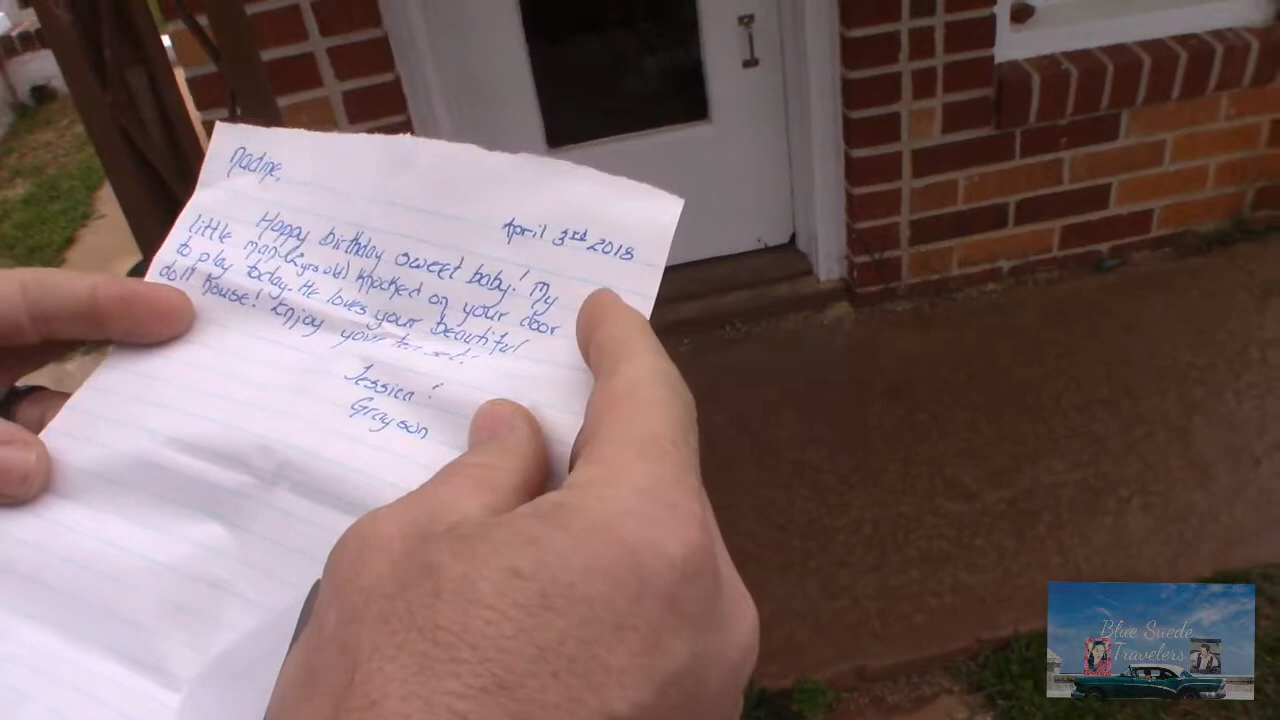 Nadine,
April 3rd 2018
Happy birthday sweet baby! My
little man (2yrs old) knocked on your door
to play today. He loves your beautiful
doll house! Enjoy your
Jessica &
Grayson
Blue Suede
Travelers